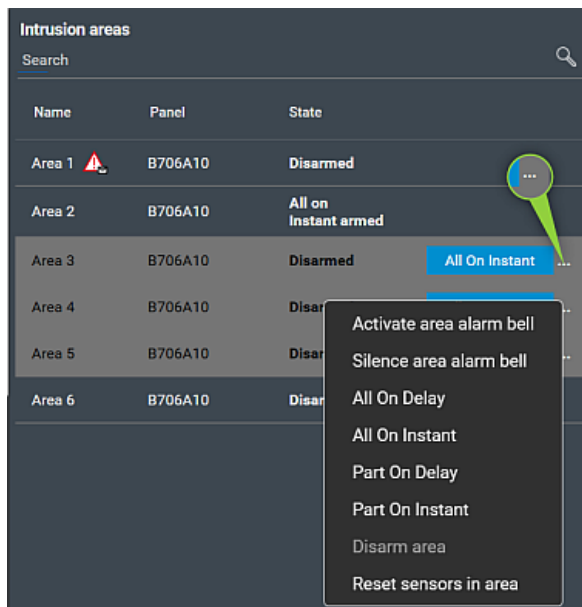 Intrusion areas
Search
Name Panel State
Area 1 B706A10 Disarmed
...
Area 2 B706A10 All on
Instant armed
Area 3 B706A10 Disarmed All On Instant ...
Area 4 B706A10 Disar
Area 5 B706A10 Disar
Area 6 B706A10 Disar
Activate area alarm bell
Silence area alarm bell
All On Delay
All On Instant
Part On Delay
Part On Instant
Disarm area
Reset sensors in area